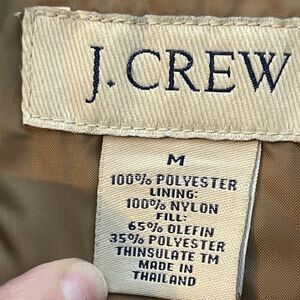 J.CREW
M
100% POLYESTER
LINING:
100% NYLON
FILL:
65% OLEFIN
35% POLYESTER
THINSULATE TM
MADE IN
THAILAND